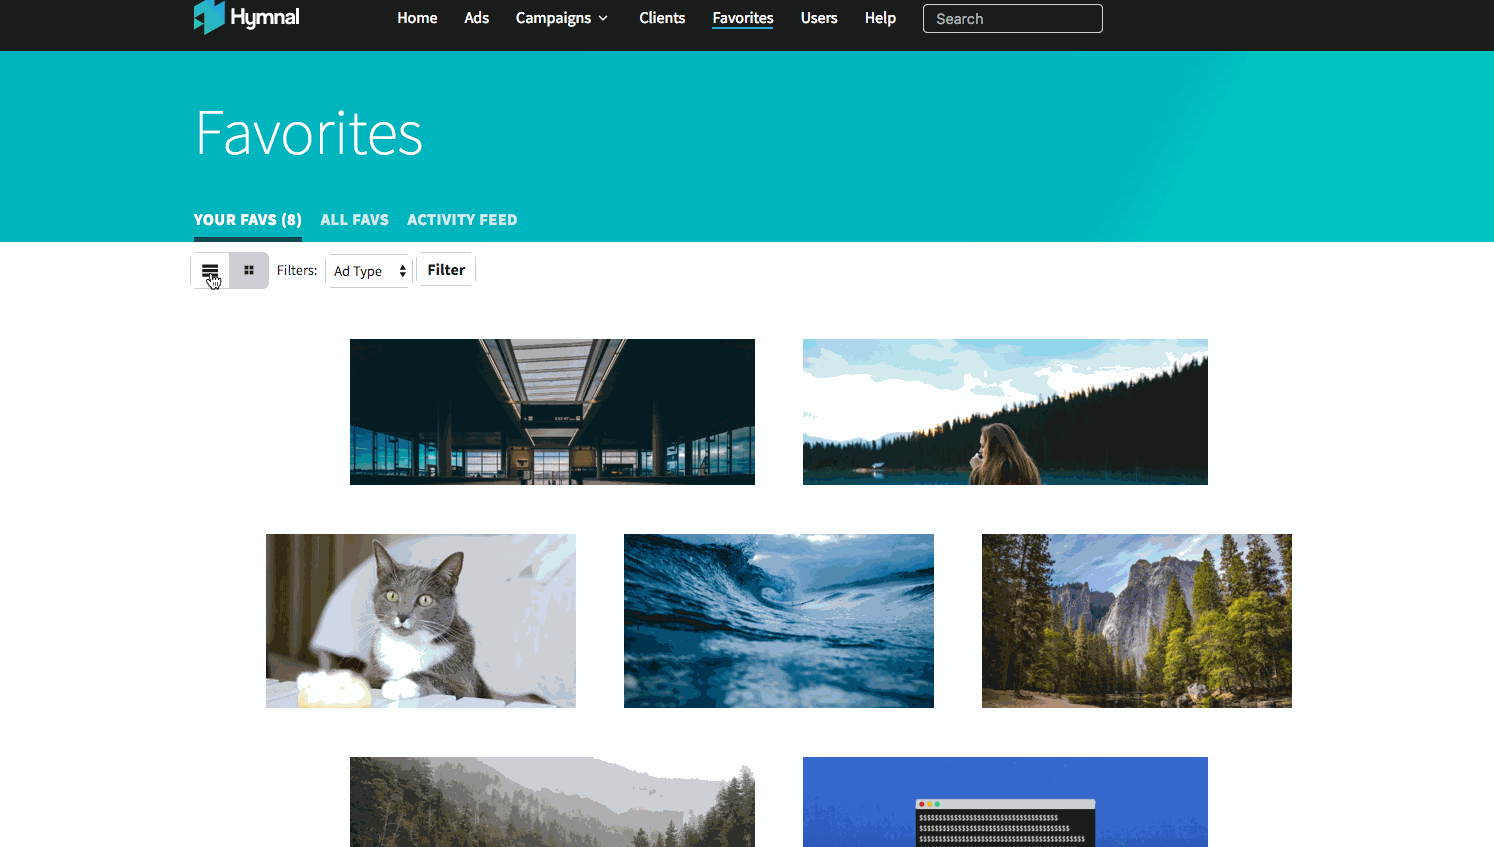 Hymnal
Home Ads Campaigns Clients Favorites Users Help Search
Favorites
YOUR FAVS (8) ALL FAVS ACTIVITY FEED
Filters: Ad Type Filter
$$$$$$$$$$$$$$$$$$$$$$$$$$$$$$$$$$